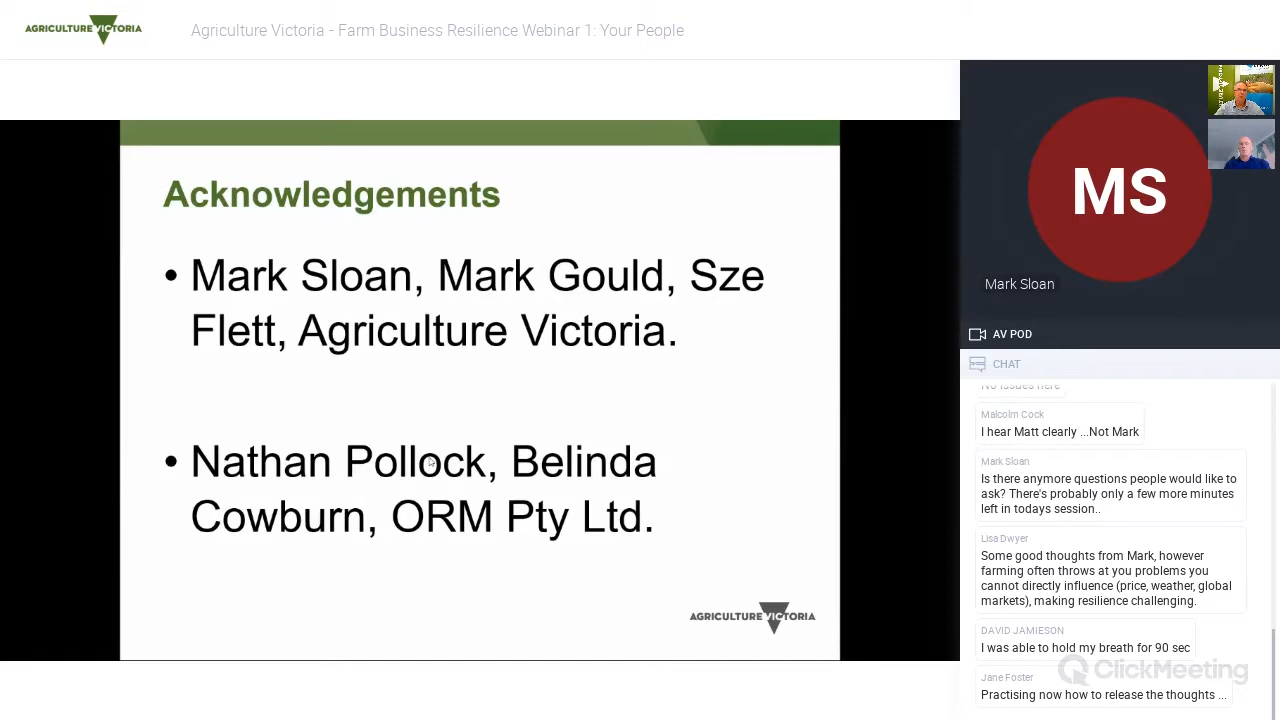 AGRICULTURE VICTORIA
Agriculture Victoria - Farm Business Resilience Webinar 1: Your People
Acknowledgements
• Mark Sloan, Mark Gould, Sze
Flett, Agriculture Victoria.
• Nathan Pollock, Belinda
Cowburn, ORM Pty Ltd.
AGRICULTURE VICTORIA
MS
Mark Sloan
AV POD
CHAT
No issues here
Malcolm Cock
I hear Matt clearly ...Not Mark
Mark Sloan
Is there anymore questions people would like to
ask? There's probably only a few more minutes
left in todays session..
Lisa Dwyer
Some good thoughts from Mark, however
farming often throws at you problems you
cannot directly influence (price, weather, global
markets), making resilience challenging.
DAVID JAMIESON
I was able to hold my breath for 90 sec
Jane Foster
Practising now how to release the thoughts ...
ClickMeeting